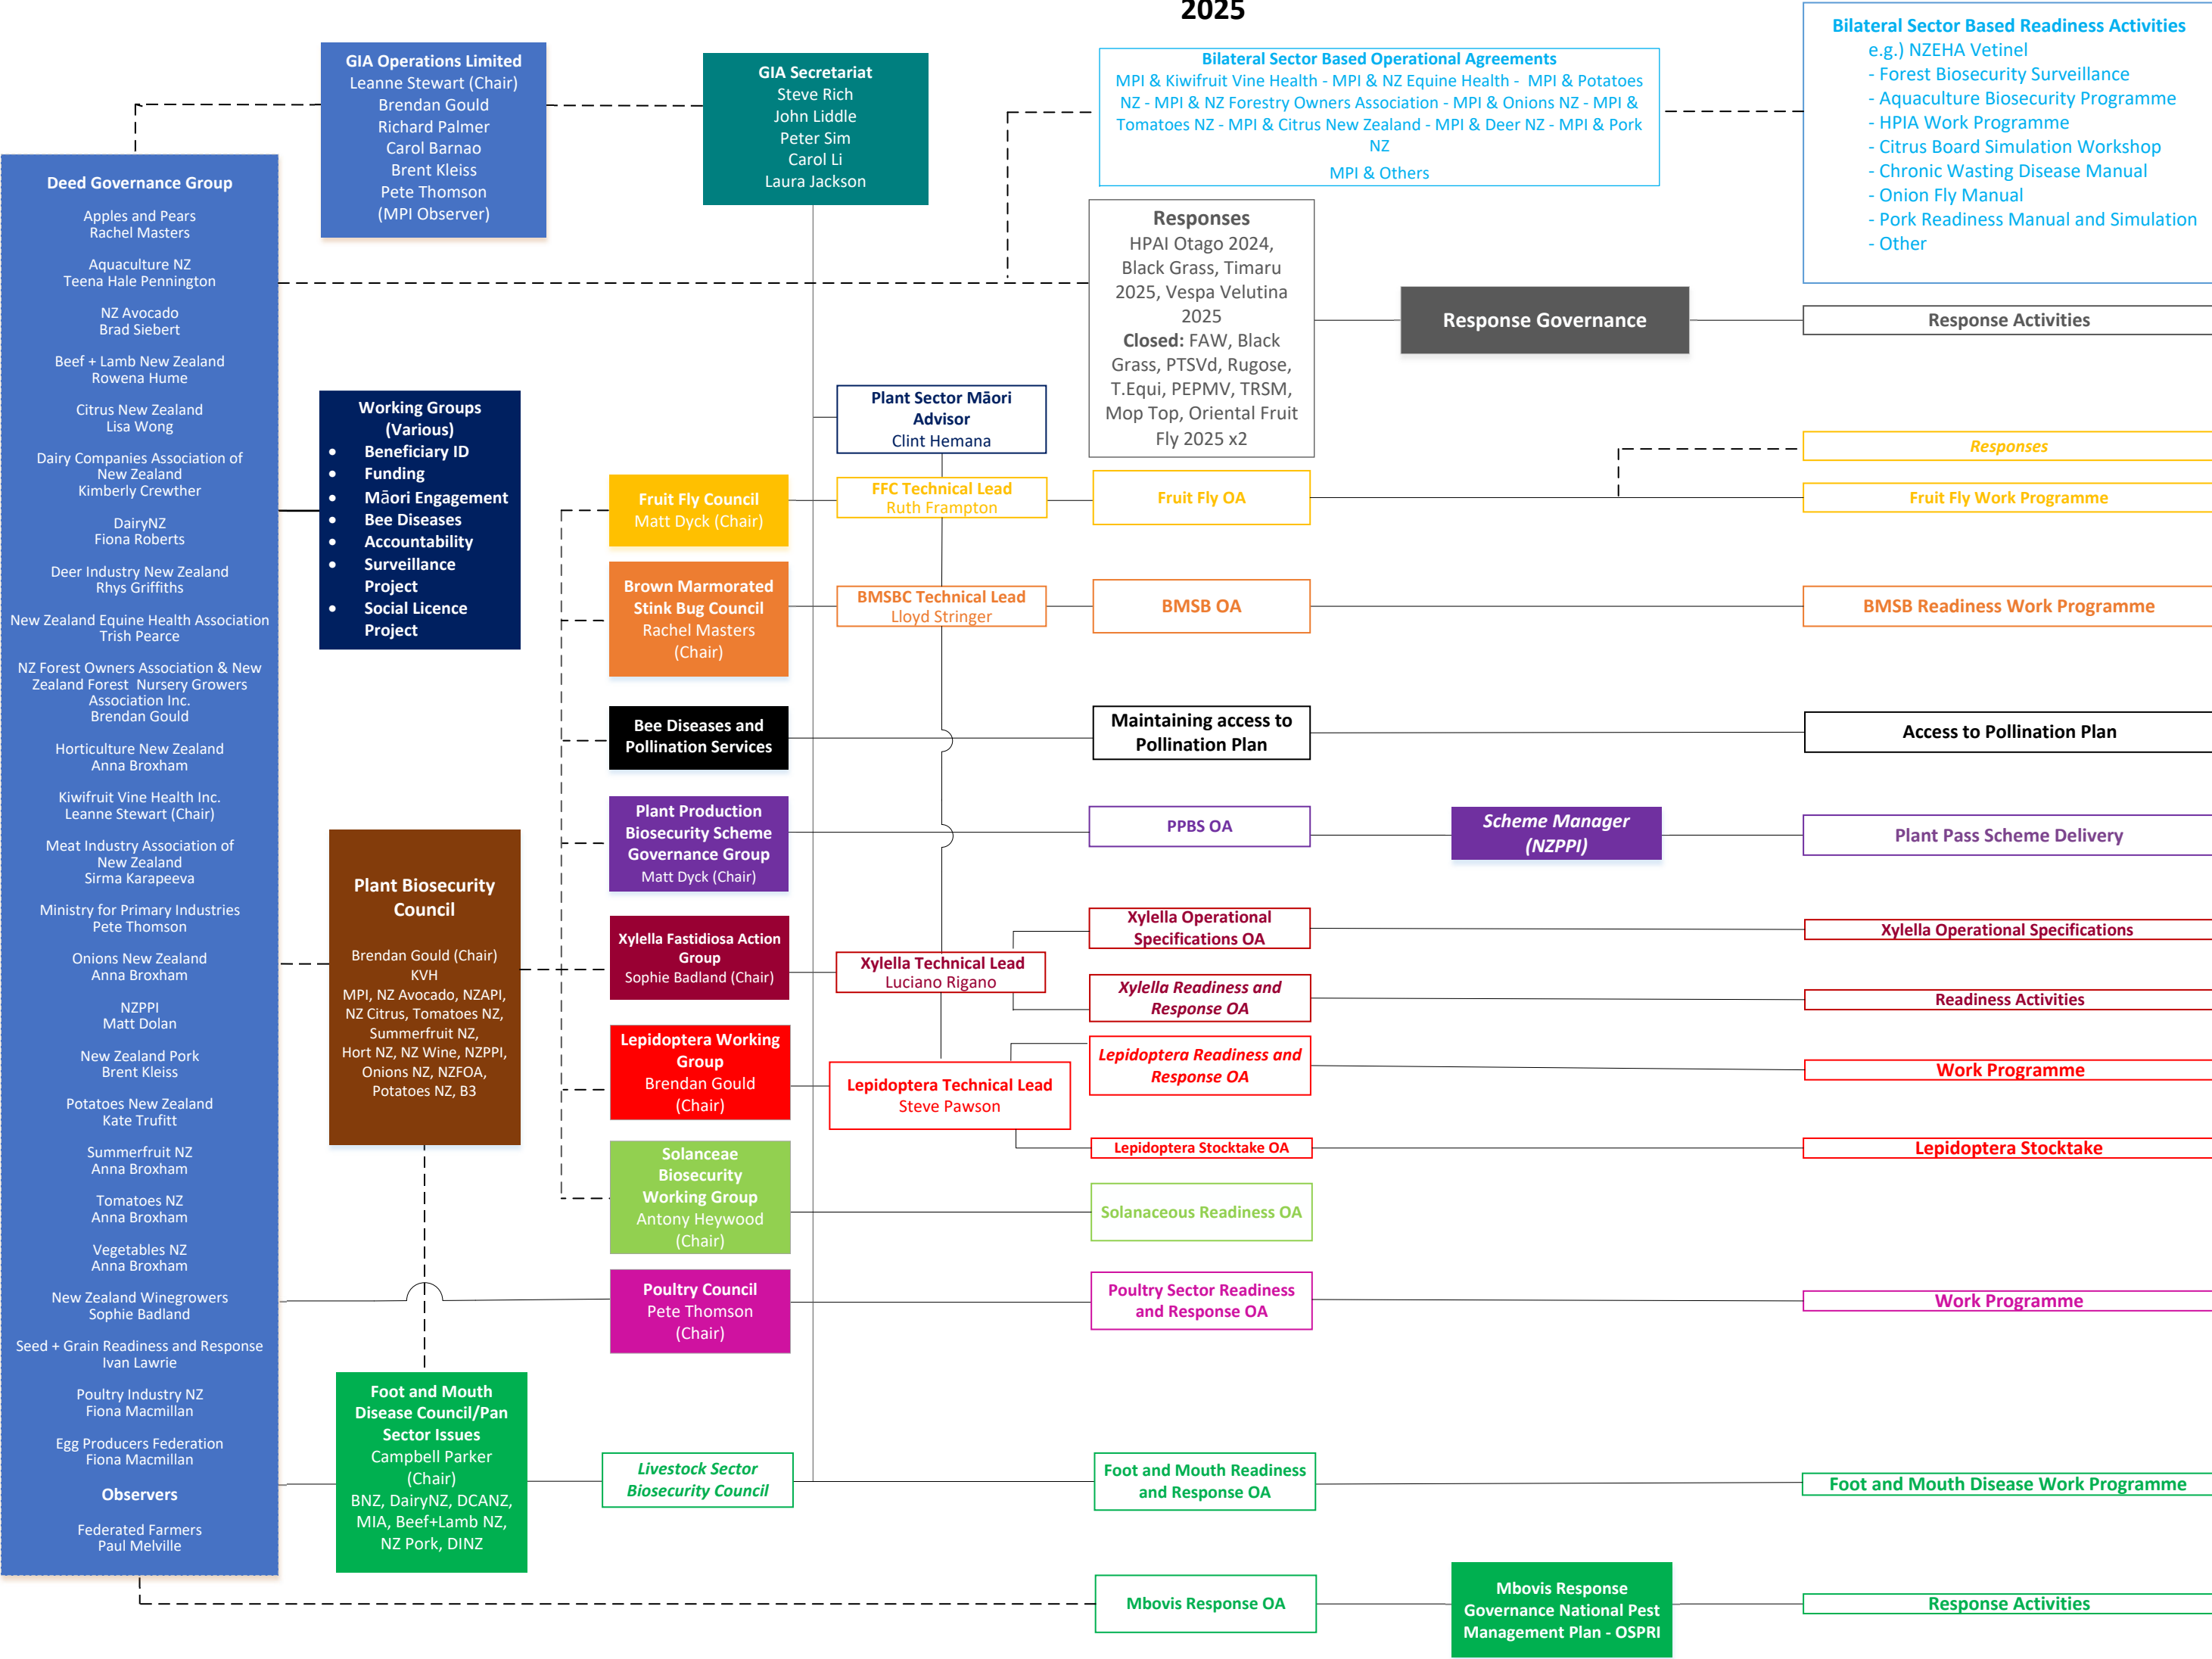 2025
GIA Operations Limited
Leanne Stewart (Chair)
Brendan Gould
Richard Palmer
Carol Barnao
Brent Kleiss
Pete Thomson
(MPI Observer)
GIA Secretariat
Steve Rich
John Liddle
Peter Sim
Carol Li
Laura Jackson
Bilateral Sector Based Operational Agreements
MPI & Kiwifruit Vine Health - MPI & NZ Equine Health - MPI & Potatoes
NZ - MPI & NZ Forestry Owners Association - MPI & Onions NZ - MPI &
Tomatoes NZ - MPI & Citrus New Zealand - MPI & Deer NZ - MPI & Pork
NZ
MPI & Others
Bilateral Sector Based Readiness Activities
e.g.) NZEHA Vetinel
- Forest Biosecurity Surveillance
- Aquaculture Biosecurity Programme
- HPIA Work Programme
- Citrus Board Simulation Workshop
- Chronic Wasting Disease Manual
- Onion Fly Manual
- Pork Readiness Manual and Simulation
- Other
Deed Governance Group
Apples and Pears
Rachel Masters
Aquaculture NZ
Teena Hale Pennington
NZ Avocado
Brad Siebert
Beef + Lamb New Zealand
Rowena Hume
Citrus New Zealand
Lisa Wong
Dairy Companies Association of
New Zealand
Kimberly Crewther
DairyNZ
Fiona Roberts
Deer Industry New Zealand
Rhys Griffiths
New Zealand Equine Health Association
Trish Pearce
NZ Forest Owners Association & New
Zealand Forest Nursery Growers
Association Inc.
Brendan Gould
Horticulture New Zealand
Anna Broxham
Kiwifruit Vine Health Inc.
Leanne Stewart (Chair)
Meat Industry Association of
New Zealand
Sirma Karapeeva
Ministry for Primary Industries
Pete Thomson
Onions New Zealand
Anna Broxham
NZPPI
Matt Dolan
New Zealand Pork
Brent Kleiss
Potatoes New Zealand
Kate Trufitt
Summerfruit NZ
Anna Broxham
Tomatoes NZ
Anna Broxham
Vegetables NZ
Anna Broxham
New Zealand Winegrowers
Sophie Badland
Seed + Grain Readiness and Response
Ivan Lawrie
Poultry Industry NZ
Fiona Macmillan
Egg Producers Federation
Fiona Macmillan
Observers
Federated Farmers
Paul Melville
Responses
HPAI Otago 2024,
Black Grass, Timaru
2025, Vespa Velutina
2025
Closed: FAW, Black
Grass, PTSVd, Rugose,
T.Equi, PEPMV, TRSM,
Mop Top, Oriental Fruit
Fly 2025 x2
Response Governance
Response Activities
Working Groups
(Various)
• Beneficiary ID
• Funding
• Māori Engagement
• Bee Diseases
• Accountability
• Surveillance
Project
• Social Licence
Project
Plant Sector Māori
Advisor
Clint Hemana
Responses
Fruit Fly Council
Matt Dyck (Chair)
FFC Technical Lead
Ruth Frampton
Fruit Fly OA
Fruit Fly Work Programme
Brown Marmorated
Stink Bug Council
Rachel Masters
(Chair)
BMSBC Technical Lead
Lloyd Stringer
BMSB OA
BMSB Readiness Work Programme
Bee Diseases and
Pollination Services
Maintaining access to
Pollination Plan
Access to Pollination Plan
Plant Production
Biosecurity Scheme
Governance Group
Matt Dyck (Chair)
PPBS OA
Scheme Manager
(NZPPI)
Plant Pass Scheme Delivery
Plant Biosecurity
Council
Brendan Gould (Chair)
KVH
MPI, NZ Avocado, NZAPI,
NZ Citrus, Tomatoes NZ,
Summerfruit NZ,
Hort NZ, NZ Wine, NZPPI,
Onions NZ, NZFOA,
Potatoes NZ, B3
Xylella Fastidiosa Action
Group
Sophie Badland (Chair)
Xylella Technical Lead
Luciano Rigano
Xylella Operational
Specifications OA
Xylella Operational Specifications
Xylella Readiness and
Response OA
Readiness Activities
Lepidoptera Working
Group
Brendan Gould
(Chair)
Lepidoptera Technical Lead
Steve Pawson
Lepidoptera Readiness and
Response OA
Work Programme
Lepidoptera Stocktake OA
Lepidoptera Stocktake
Solanceae
Biosecurity
Working Group
Antony Heywood
(Chair)
Solanaceous Readiness OA
Poultry Council
Pete Thomson
(Chair)
Poultry Sector Readiness
and Response OA
Work Programme
Foot and Mouth
Disease Council/Pan
Sector Issues
Campbell Parker
(Chair)
BNZ, DairyNZ, DCANZ,
MIA, Beef+Lamb NZ,
NZ Pork, DINZ
Livestock Sector
Biosecurity Council
Foot and Mouth Readiness
and Response OA
Foot and Mouth Disease Work Programme
Mbovis Response OA
Mbovis Response
Governance National Pest
Management Plan - OSPRI
Response Activities